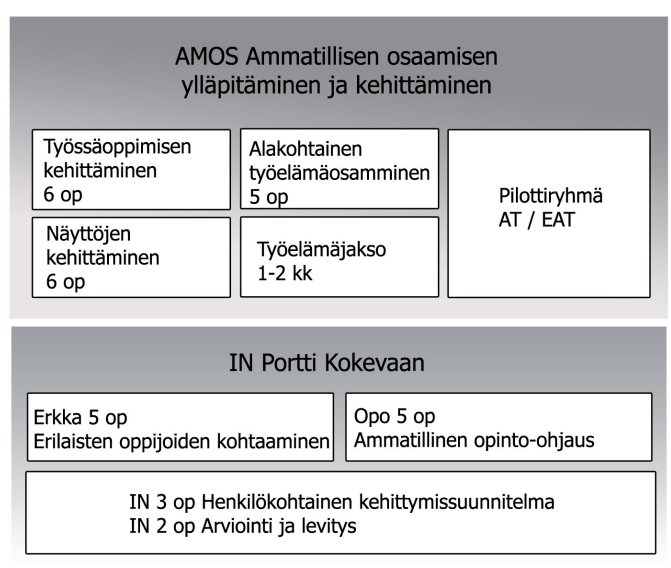 AMOS Ammatillisen osaamisen
ylläpitäminen ja kehittäminen
Työssäoppimisen
kehittäminen
6 op
Alakohtainen
työelämäosamminen
5 op
Pilottiryhmä
AT / EAT
Näyttöjen
kehittäminen
6 op
Työelämäjakso
1-2 kk
IN Portti Kokevaan
Erkka 5 op
Erilaisten oppijoiden kohtaaminen
Opo 5 op
Ammatillinen opinto-ohjaus
IN 3 op Henkilökohtainen kehittymissuunnitelma
IN 2 op Arviointi ja levitys